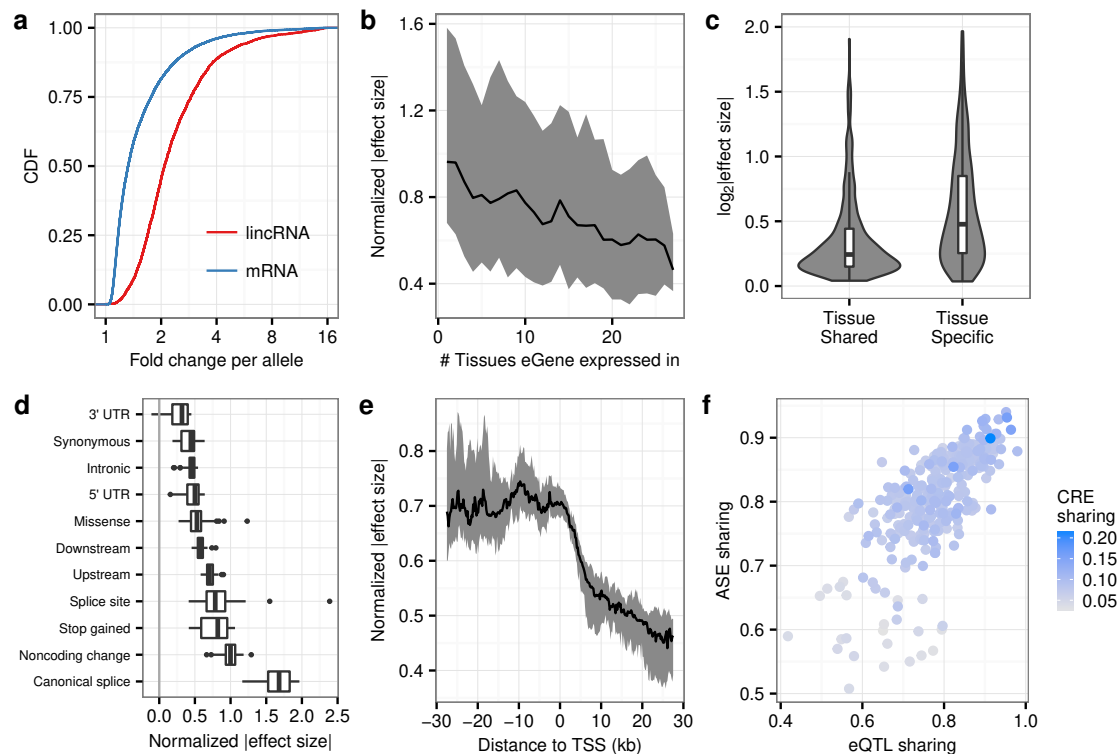 a
1.00
0.75
0.50
0.25
0.00
CDF
lincRNA
mRNA
1 2 4 8 16
Fold change per allele
b
1.6
1.2
0.8
0.4
Normalized |effect size|
0 10 20
# Tissues eGene expressed in
c
2.0
1.5
1.0
0.5
0.0
log2|effect size|
Tissue Shared
Tissue Specific
d
3' UTR
Synonymous
Intronic
5' UTR
Missense
Downstream
Upstream
Splice site
Stop gained
Noncoding change
Canonical splice
0.0 0.5 1.0 1.5 2.0 2.5
Normalized |effect size|
e
0.8
0.7
0.6
0.5
0.4
Normalized |effect size|
−30 −20 −10 0 10 20 30
Distance to TSS (kb)
f
0.9
0.8
0.7
0.6
0.5
ASE sharing
0.4 0.6 0.8 1.0
eQTL sharing
CRE
sharing
0.20
0.15
0.10
0.05